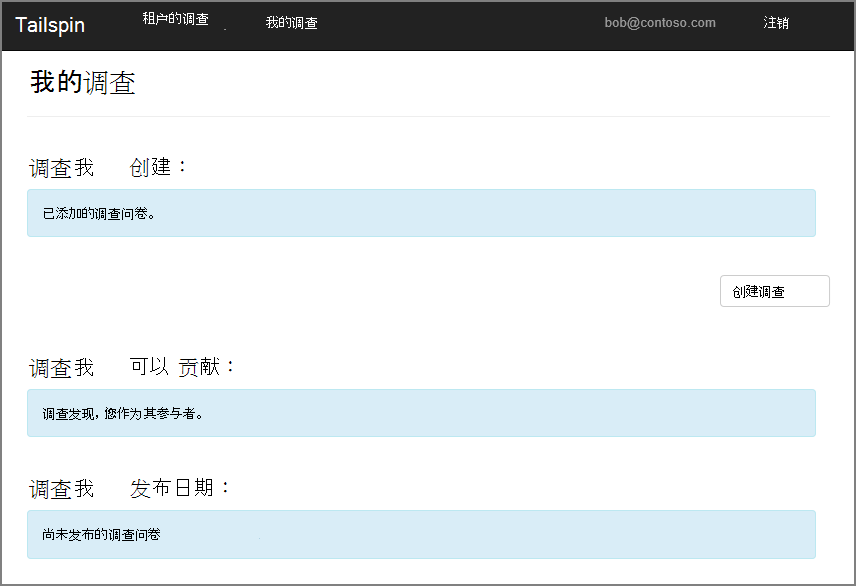 Tailspin 租户的调查 我的调查 bob@contoso.com 注销
我的调查
调查我 创建：
已添加的调查问卷。
创建调查
调查我 可以 贡献：
调查发现，您作为其参与者。
调查我 发布日期：
尚未发布的调查问卷